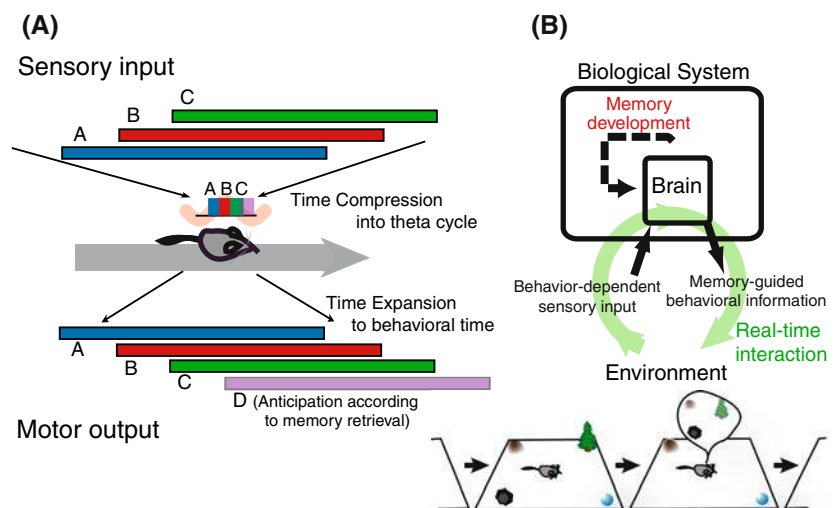 (A)
Sensory input
C
B
A
A B C
Time Compression
into theta cycle
Time Expansion
to behavioral time
A
B
C
D (Anticipation according
to memory retrieval)
Motor output
(B)
Biological System
Memory
development
Brain
Behavior-dependent
sensory input
Memory-guided
behavioral information
Real-time
interaction
Environment